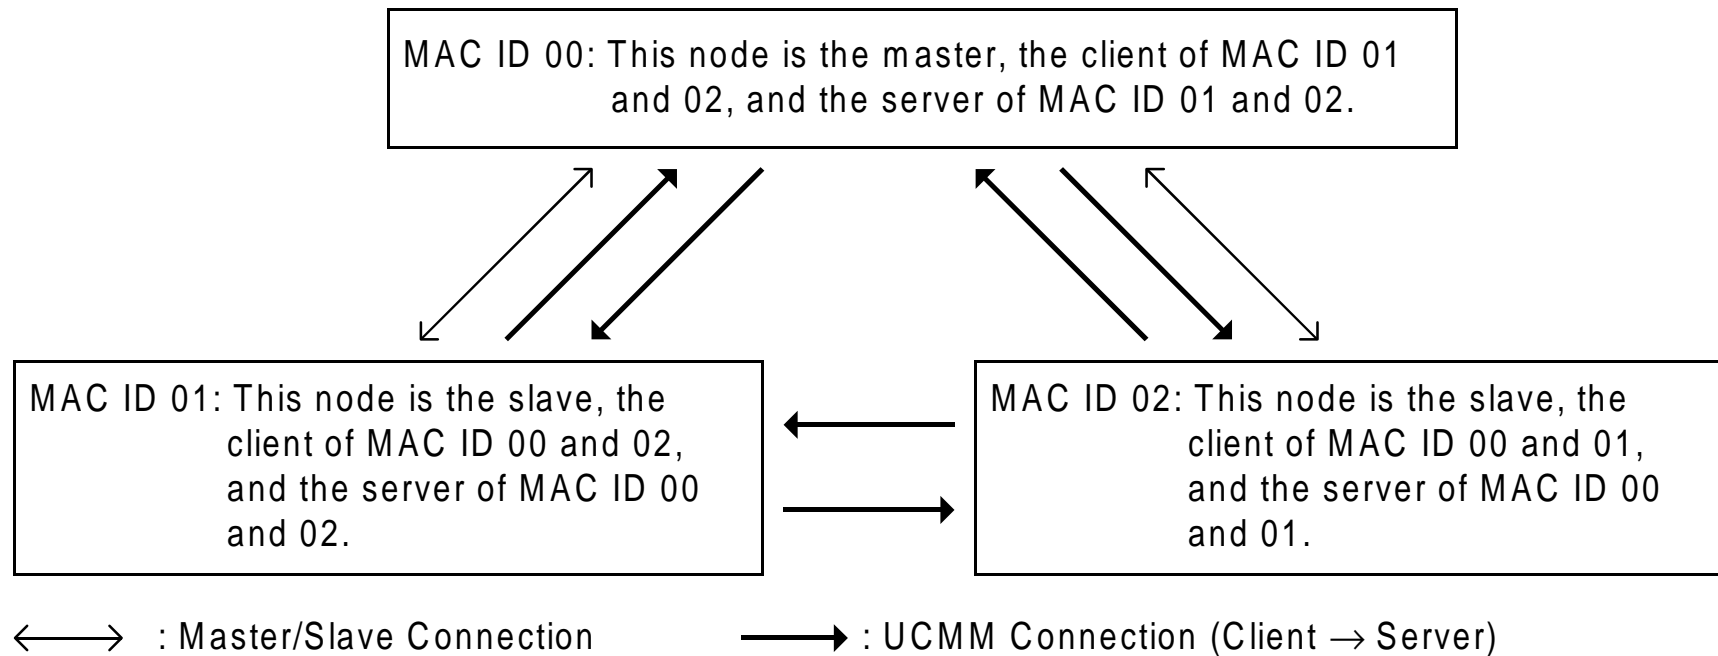 MAC ID 00: This node is the master, the client of MAC ID 01
and 02, and the server of MAC ID 01 and 02.
MAC ID 01: This node is the slave, the
client of MAC ID 00 and 02,
and the server of MAC ID 00
and 02.
MAC ID 02: This node is the slave, the
client of MAC ID 00 and 01,
and the server of MAC ID 00
and 01.
: Master/Slave Connection
: UCMM Connection (Client → Server)